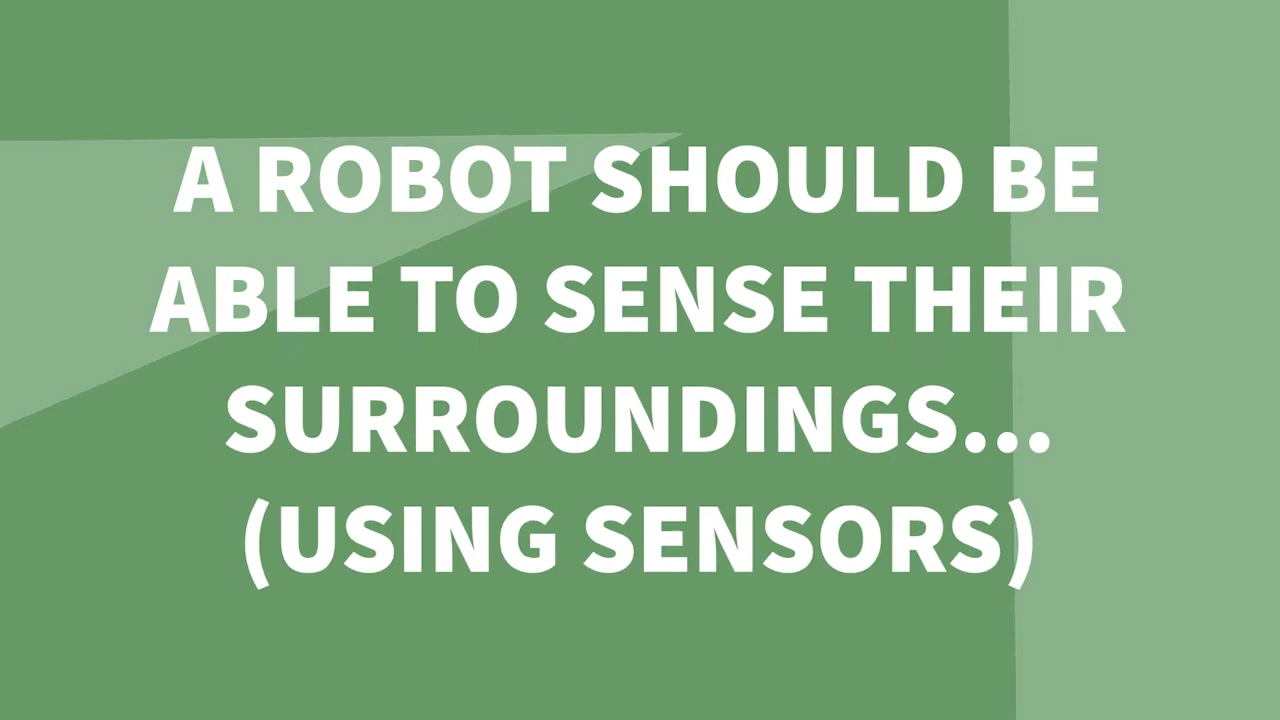 A ROBOT SHOULD BE
ABLE TO SENSE THEIR
SURROUNDINGS...
(USING SENSORS)